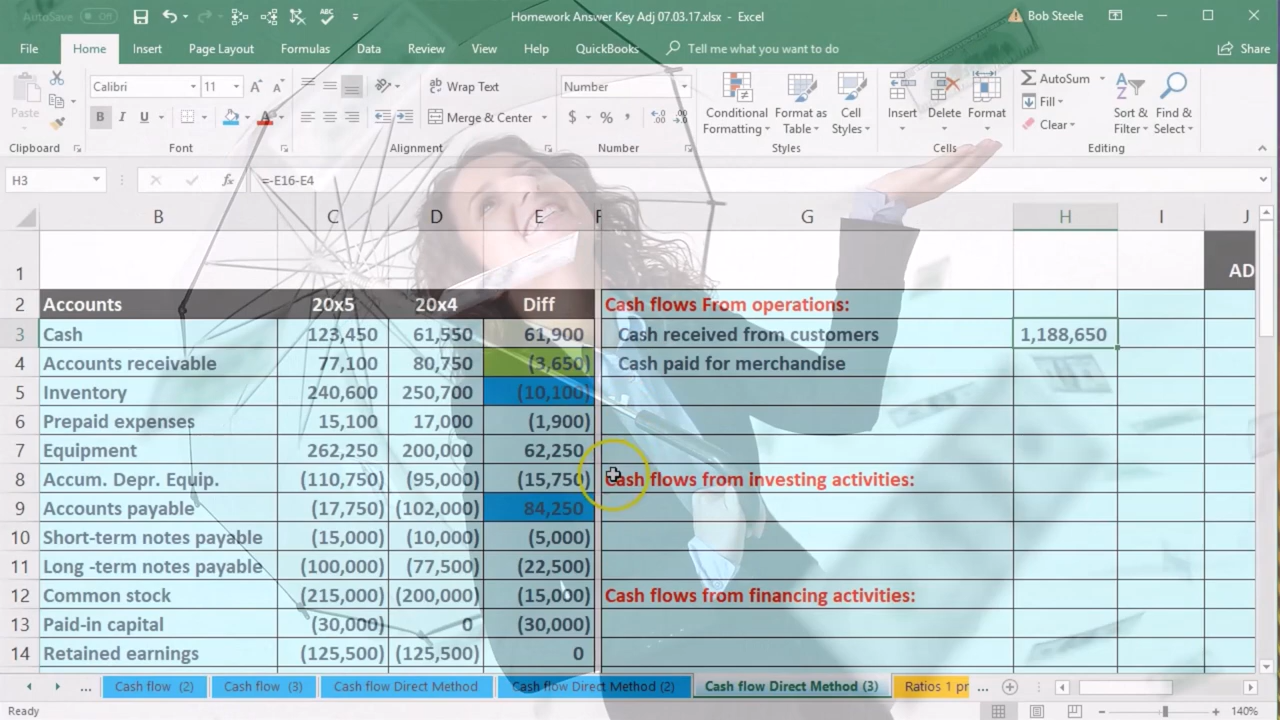 AutoSave Off Homework Answer Key Adj 07.03.17.xlsx - Excel Bob Steele
File Home Insert Page Layout Formulas Data Review View Help QuickBooks Tell me what you want to do Share
Paste Calibri 11 Wrap Text Number Conditional Formatting Format as Table Cell Styles Insert Delete Format AutoSum Sort & Filter Find & Select
B I U Merge & Center $ % , Fill
Clear
Clipboard Font Alignment Number Styles Cells Editing
H3 fx =-E16-E4
B C D E F G H I J
1 AD
2 Accounts 20x5 20x4 Diff Cash flows From operations:
3 Cash 123,450 61,550 61,900 Cash received from customers 1,188,650
4 Accounts receivable 77,100 80,750 (3,650) Cash paid for merchandise
5 Inventory 240,600 250,700 (10,100)
6 Prepaid expenses 15,100 17,000 (1,900)
7 Equipment 262,250 200,000 62,250
8 Accum. Depr. Equip. (110,750) (95,000) (15,750) Cash flows from investing activities:
9 Accounts payable (17,750) (102,000) 84,250
10 Short-term notes payable (15,000) (10,000) (5,000)
11 Long -term notes payable (100,000) (77,500) (22,500)
12 Common stock (215,000) (200,000) (15,000) Cash flows from financing activities:
13 Paid-in capital (30,000) 0 (30,000)
14 Retained earnings (125,500) (125,500) 0
... Cash flow (2) Cash flow (3) Cash flow Direct Method Cash flow Direct Method (2) Cash flow Direct Method (3) Ratios 1 pr ...
Ready 140%